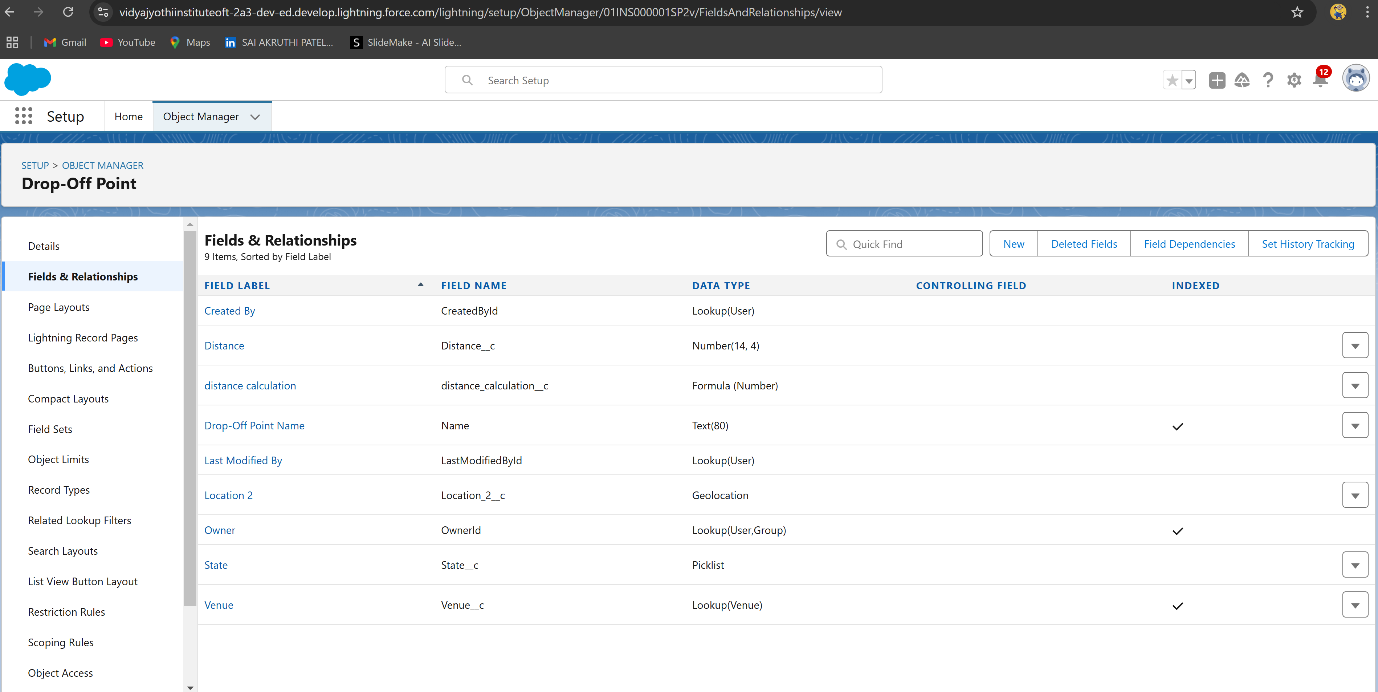 vidyajyothiinstituteoft-2a3-dev-ed.develop.lightning.force.com/lightning/setup/ObjectManager/01INS000001SP2v/FieldsAndRelationships/view
Gmail YouTube Maps SAI AKRUTHI PATEL... S SlideMake - AI Slide...
Search Setup
12
Setup Home Object Manager
SETUP > OBJECT MANAGER
Drop-Off Point
Details
Fields & Relationships
Page Layouts
Lightning Record Pages
Buttons, Links, and Actions
Compact Layouts
Field Sets
Object Limits
Record Types
Related Lookup Filters
Search Layouts
List View Button Layout
Restriction Rules
Scoping Rules
Object Access
Fields & Relationships
9 Items, Sorted by Field Label
Quick Find New Deleted Fields Field Dependencies Set History Tracking
FIELD LABEL FIELD NAME DATA TYPE CONTROLLING FIELD INDEXED
Created By CreatedById Lookup(User)
Distance Distance__c Number(14, 4)
distance calculation distance_calculation__c Formula (Number)
Drop-Off Point Name Name Text(80)
Last Modified By LastModifiedById Lookup(User)
Location 2 Location_2__c Geolocation
Owner OwnerId Lookup(User,Group)
State State__c Picklist
Venue Venue__c Lookup(Venue)